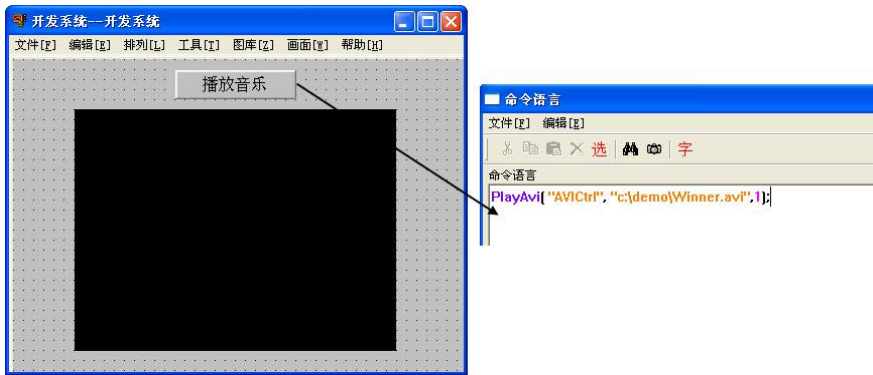 开发系统--开发系统
文件[F] 编辑[E] 排列[L] 工具[T] 图库[Z] 画面[W] 帮助[H]
播放音乐
命令语言
文件[F] 编辑[E]
选 字
命令语言
PlayAvi( "AVICtrl", "c:\demo\Winner.avi",1);